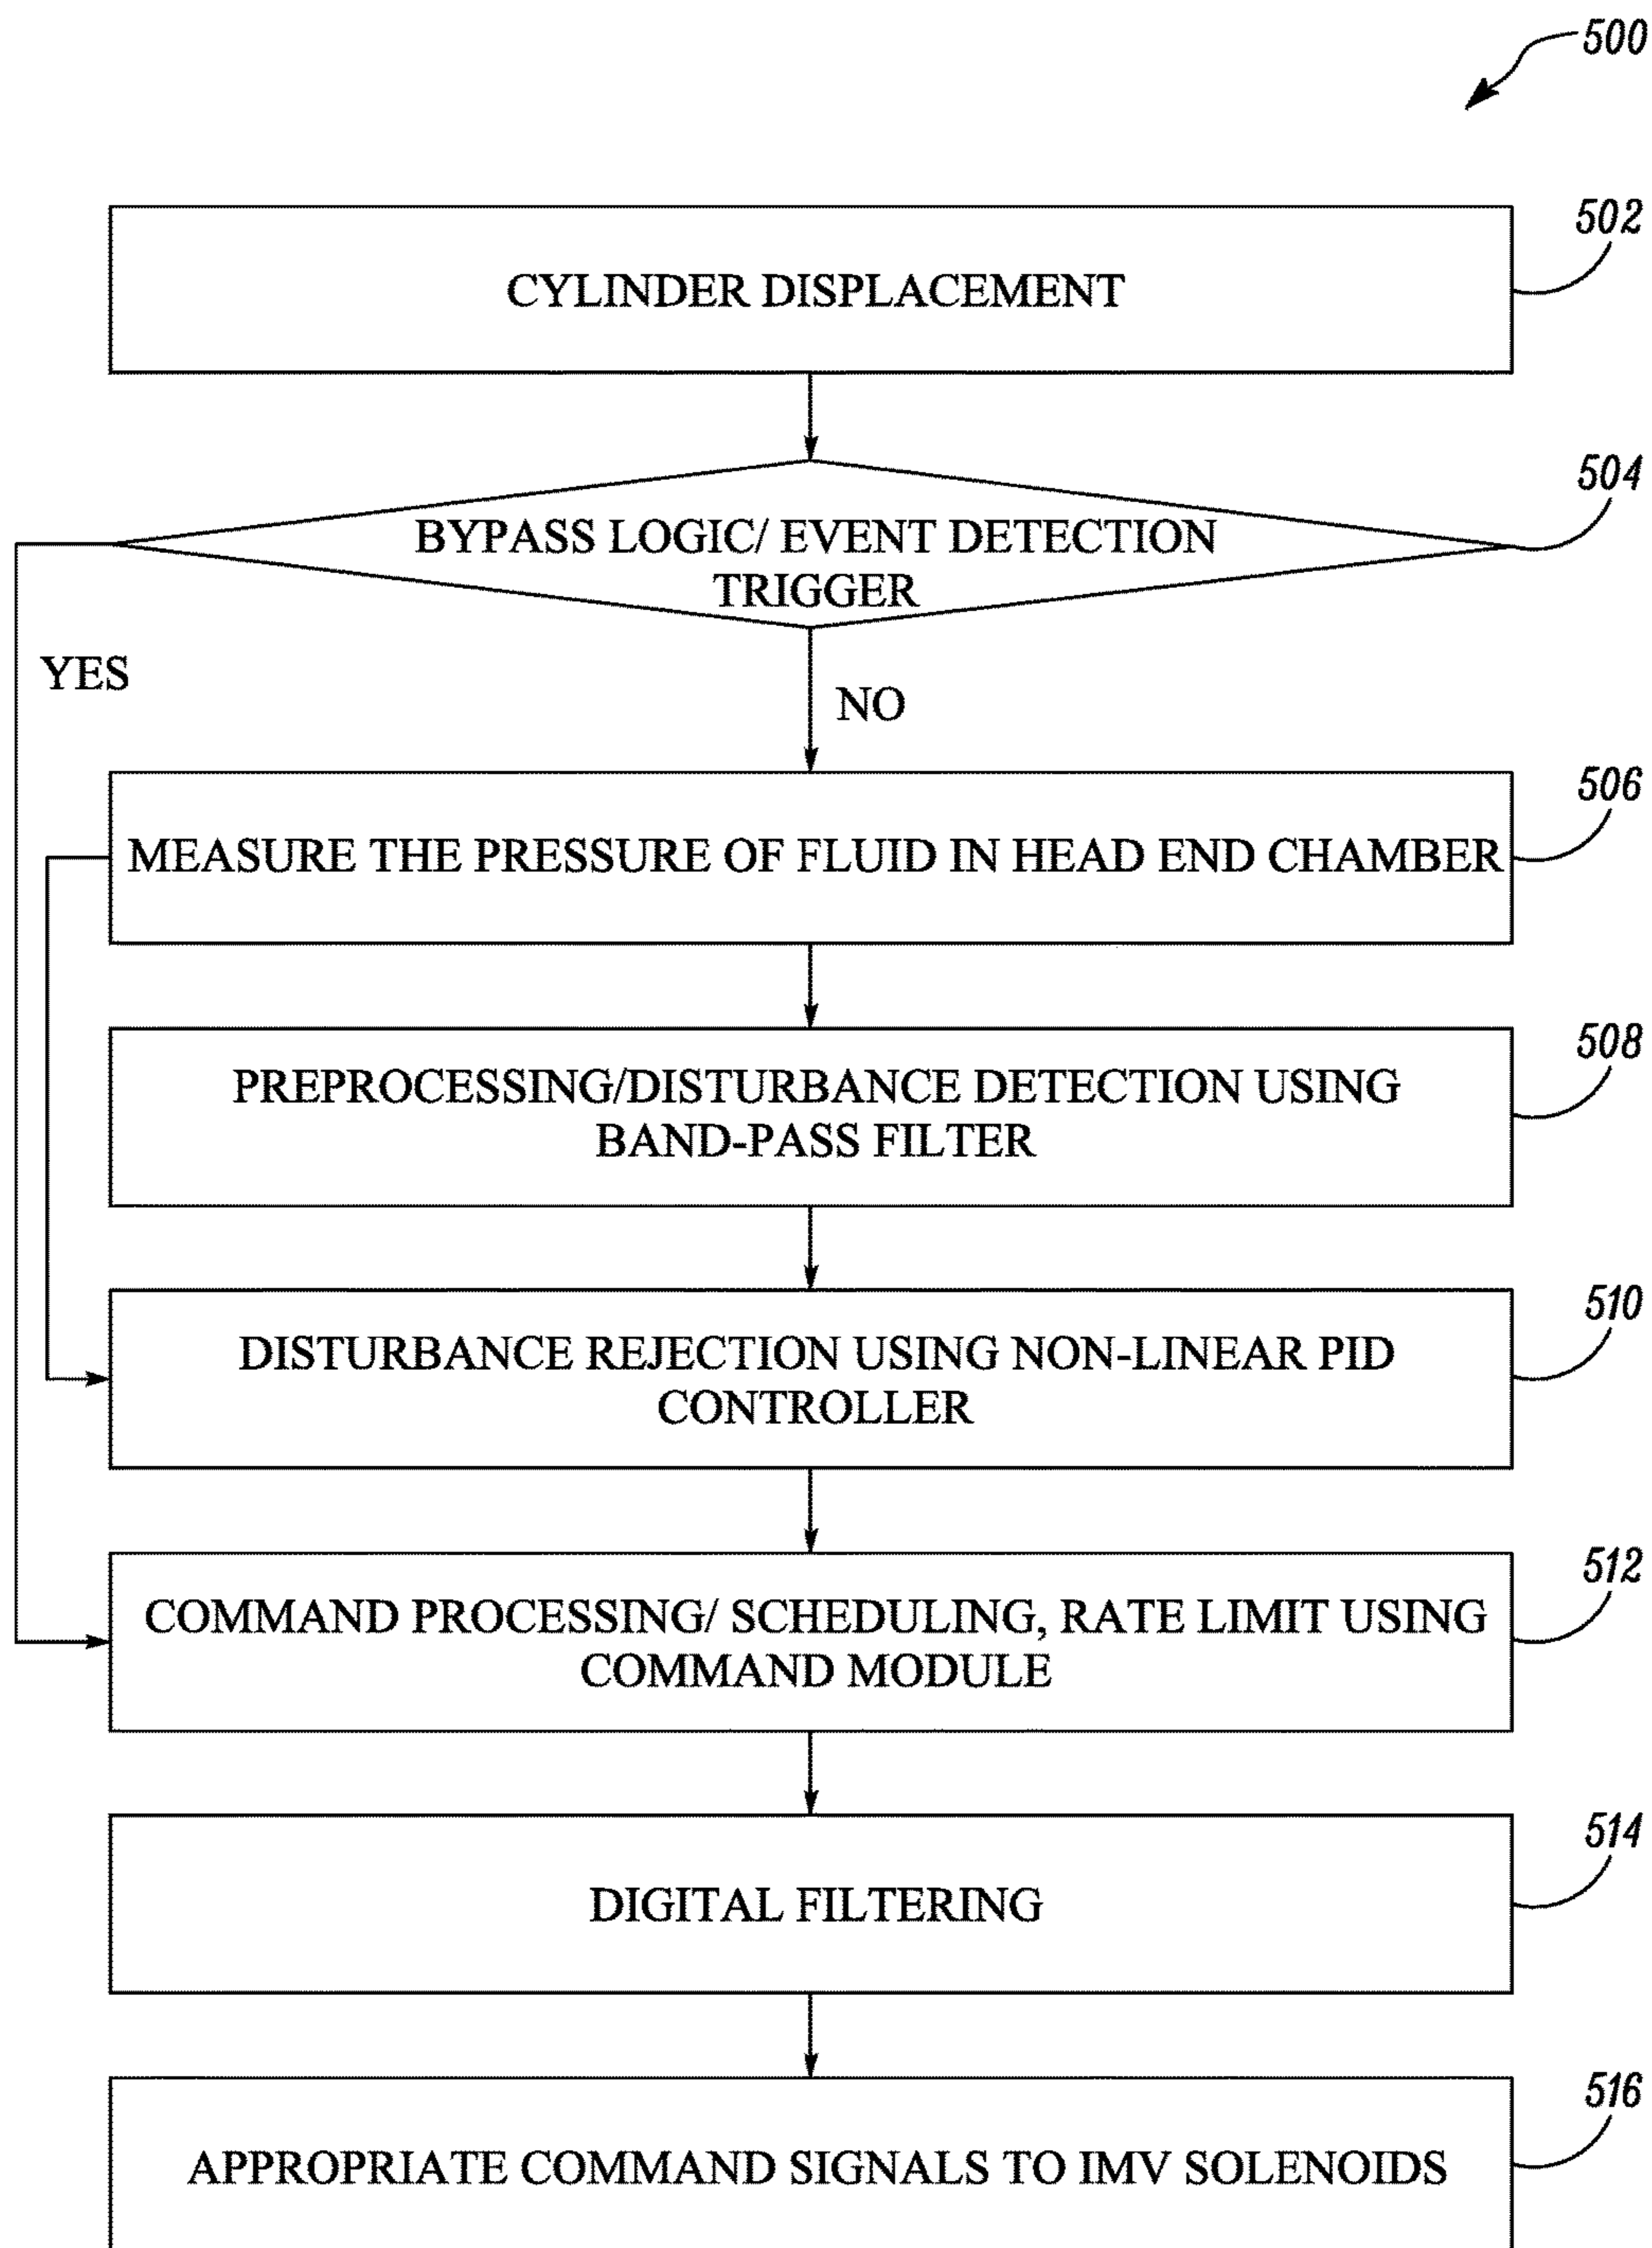 500
502
CYLINDER DISPLACEMENT
504
BYPASS LOGIC/ EVENT DETECTION
TRIGGER
YES
NO
506
MEASURE THE PRESSURE OF FLUID IN HEAD END CHAMBER
508
PREPROCESSING/DISTURBANCE DETECTION USING
BAND-PASS FILTER
510
DISTURBANCE REJECTION USING NON-LINEAR PID
CONTROLLER
512
COMMAND PROCESSING/ SCHEDULING, RATE LIMIT USING
COMMAND MODULE
514
DIGITAL FILTERING
516
APPROPRIATE COMMAND SIGNALS TO IMV SOLENOIDS